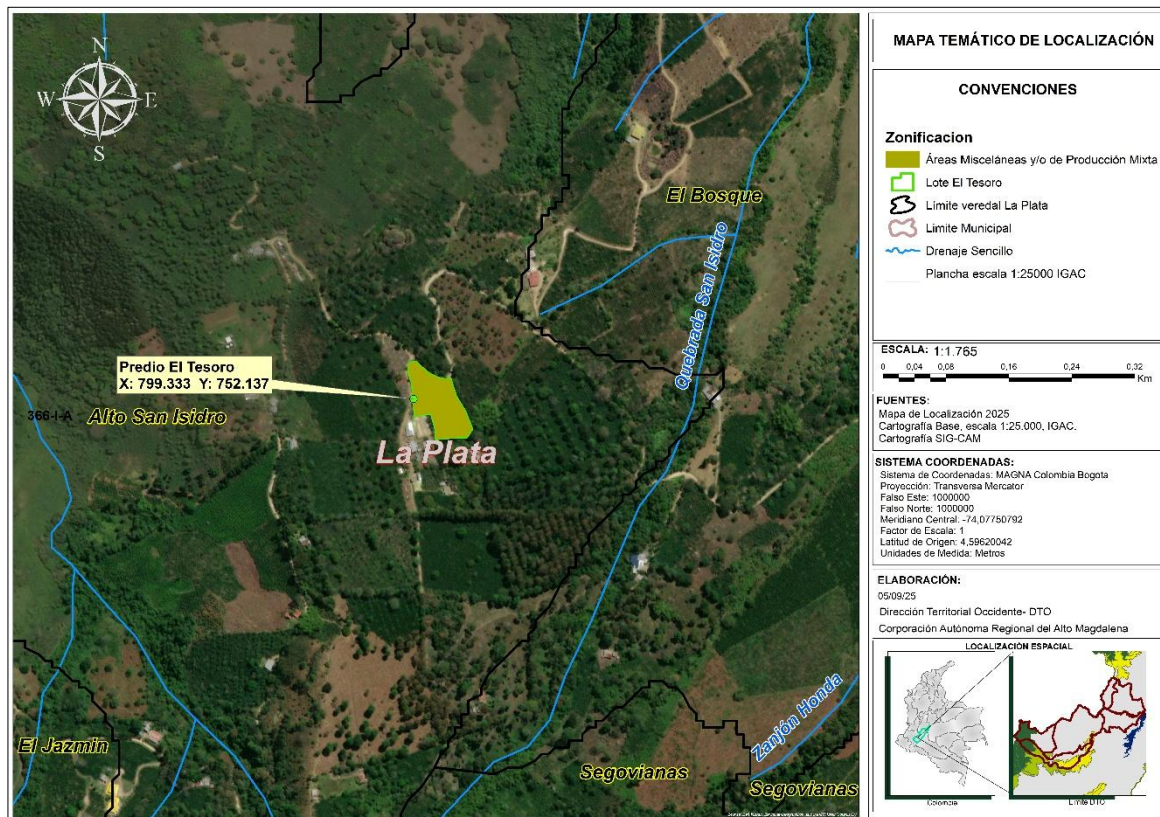 N
W E
S
El Bosque
Quebrada San Isidro
Predio El Tesoro
X: 799.333 Y: 752.137
366-I-A
Alto San Isidro
La Plata
El Jazmin
Zanjón Honda
Segovianas
Segovianas
MAPA TEMÁTICO DE LOCALIZACIÓN
CONVENCIONES
Zonificacion
Áreas Misceláneas y/o de Producción Mixta
Lote El Tesoro
Limite veredal La Plata
Limite Municipal
Drenaje Sencillo
Plancha escala 1:25000 IGAC
ESCALA: 1:1.765
0 0,04 0,08 0,16 0,24 0,32
Km
FUENTES:
Mapa de Localización 2025
Cartografía Base, escala 1:25.000, IGAC.
Cartografía SIG-CAM
SISTEMA COORDENADAS:
Sistema de Coordenadas: MAGNA Colombia Bogota
Proyección: Transversa Mercator
Falso Este: 1000000
Falso Norte: 1000000
Meridiano Central: -74,07750792
Factor de Escala: 1
Latitud de Origen: 4,59620042
Unidades de Medida: Metros
ELABORACIÓN:
05/09/25
Dirección Territorial Occidente- DTO
Corporación Autónoma Regional del Alto Magdalena
LOCALIZACIÓN ESPACIAL
Colombia
Limite DTO